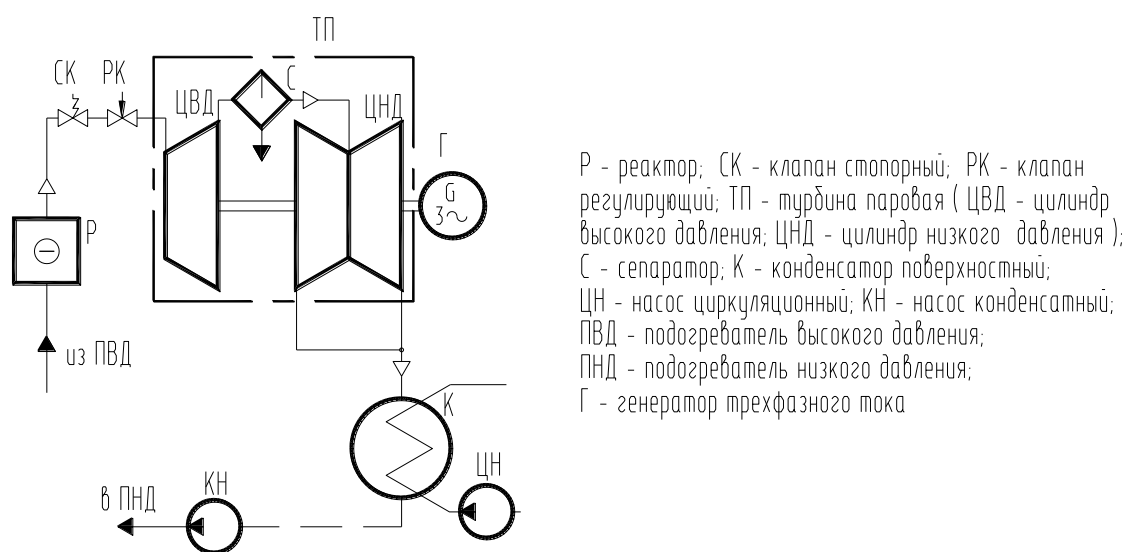 ТП
СК РК
С
ЦВД
ЦНД
Г
G
3~
Р
из ПВД
К
ЦН
КН
в ПНД
Р - реактор; СК - клапан стопорный; РК - клапан
регулирующий; ТП - турбина паровая ( ЦВД - цилиндр
высокого давления; ЦНД - цилиндр низкого давления );
С - сепаратор; К - конденсатор поверхностный;
ЦН - насос циркуляционный; КН - насос конденсатный;
ПВД - подогреватель высокого давления;
ПНД - подогреватель низкого давления;
Г - генератор трехфазного тока